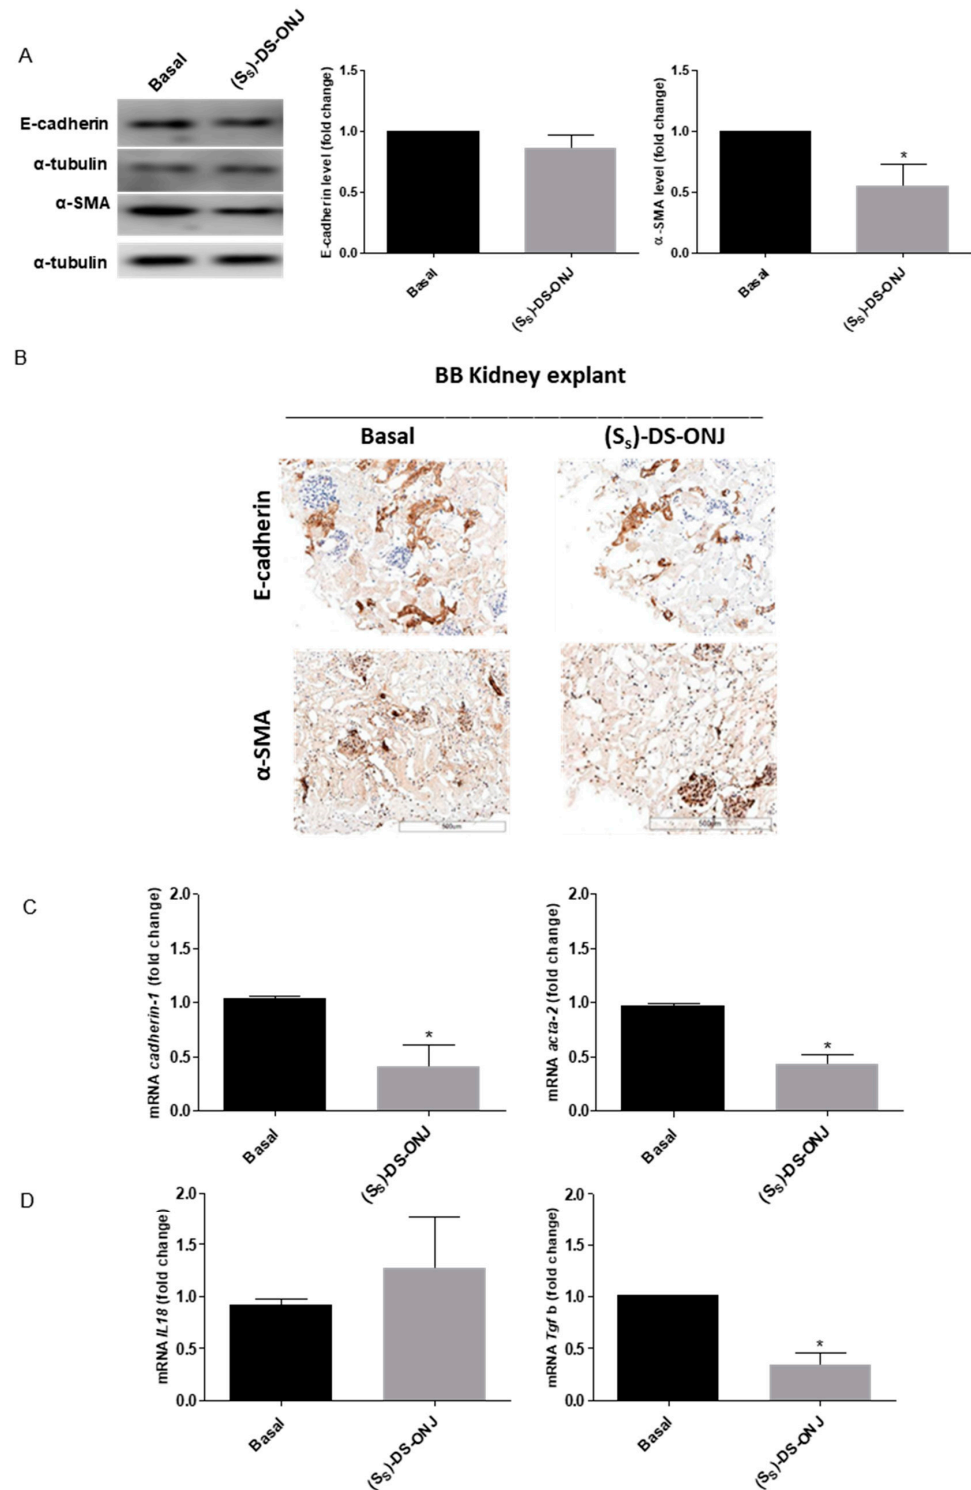 A
Basal
(Ss)-DS-ONJ
E-cadherin
α-tubulin
α-SMA
α-tubulin
E-cadherin level (fold change)
1.5
1.0
0.5
0.0
Basal
(Ss)-DS-ONJ
α-SMA level (fold change)
1.5
1.0
0.5
0.0
*
Basal
(Ss)-DS-ONJ
B
BB Kidney explant
Basal
(Ss)-DS-ONJ
E-cadherin
α-SMA
500um
500um
C
mRNA cadherin-1 (fold change)
2.0
1.5
1.0
0.5
0.0
*
Basal
(Ss)-DS-ONJ
mRNA acta-2 (fold change)
2.0
1.5
1.0
0.5
0.0
*
Basal
(Ss)-DS-ONJ
D
mRNA IL18 (fold change)
2.0
1.5
1.0
0.5
0.0
Basal
(Ss)-DS-ONJ
mRNA Tgf b (fold change)
2.0
1.5
1.0
0.5
0.0
*
Basal
(Ss)-DS-ONJ